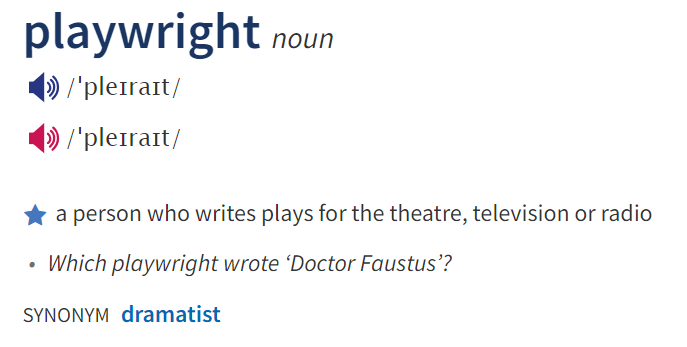 playwright noun
/ˈpleɪraɪt/
/ˈpleɪraɪt/
a person who writes plays for the theatre, television or radio
• Which playwright wrote ‘Doctor Faustus’?
SYNONYM dramatist